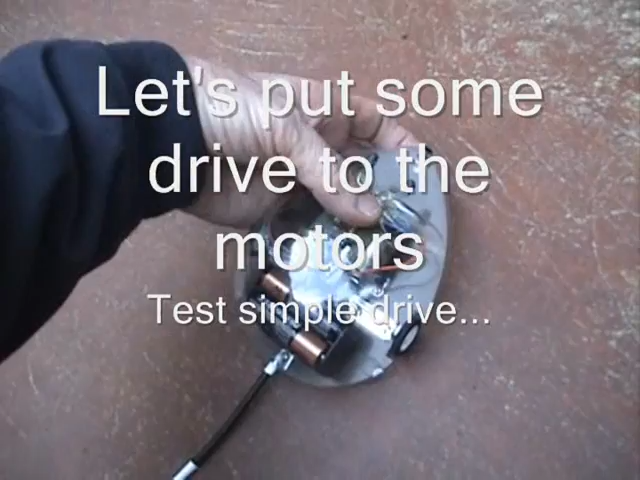 Let's put some
drive to the
motors
Test simple drive...